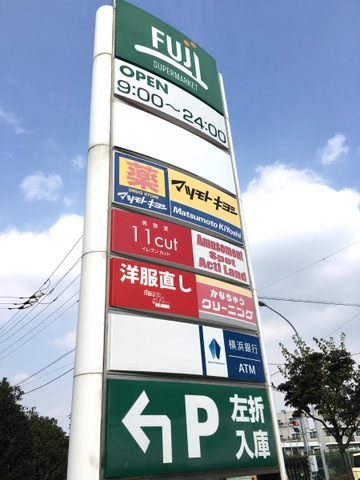 FUJI
SUPERMARKET
OPEN
9:00～24:00
薬
DRUG STORE
マツモトキヨシ
マツモトキヨシ
Matsumoto KiYoshi
美容室
11cut
イレブンカット
Amusement
Spot
Acti Land
洋服直し
かなちゅう
クリーニング
横浜銀行
ATM
P
左折
入庫